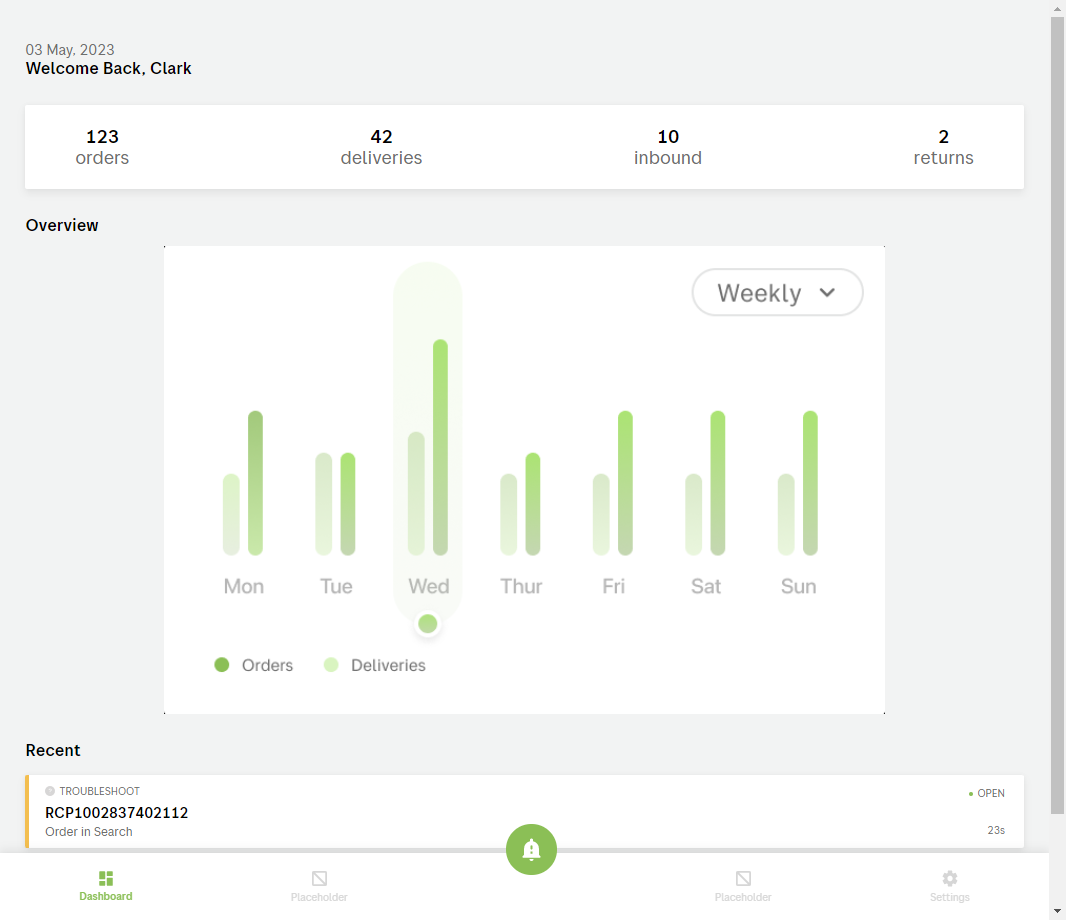 03 May, 2023
Welcome Back, Clark
123
orders
42
deliveries
10
inbound
2
returns
Overview
Weekly
Mon Tue Wed Thur Fri Sat Sun
Orders Deliveries
Recent
TROUBLESHOOT
OPEN
RCP1002837402112
Order in Search
23s
Dashboard
Placeholder
Placeholder
Settings